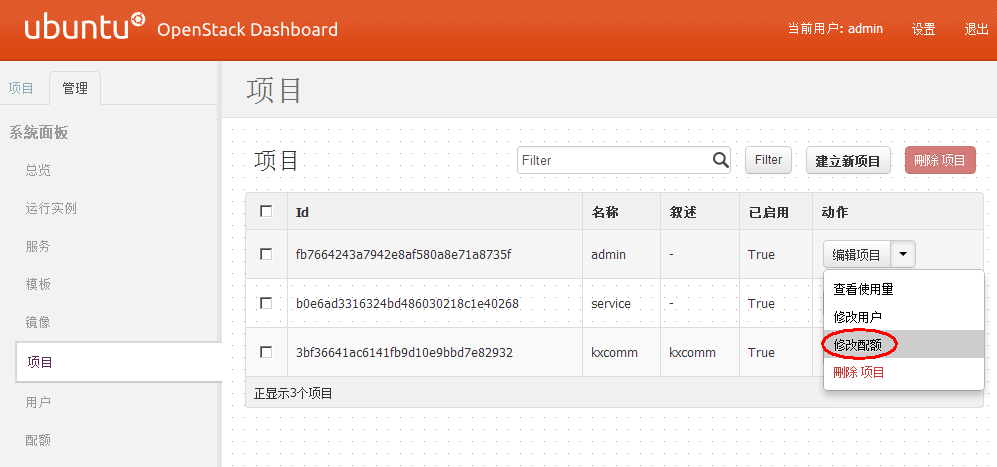 ubuntu OpenStack Dashboard 当前用户: admin 设置 退出
项目 管理
系统面板
总览
运行实例
服务
模板
镜像
项目
用户
配额
项目
项目 Filter Filter 建立新项目 刪除 项目
Id 名称 叙述 已启用 动作
fb7664243a7942e8af580a8e71a8735f admin - True 编辑项目
b0e6ad3316324bd486030218c1e40268 service - True
3bf36641ac6141fb9d10e9bbd7e82932 kxcomm kxcomm True
查看使用量
修改用户
修改配额
刪除 项目
正显示3个项目